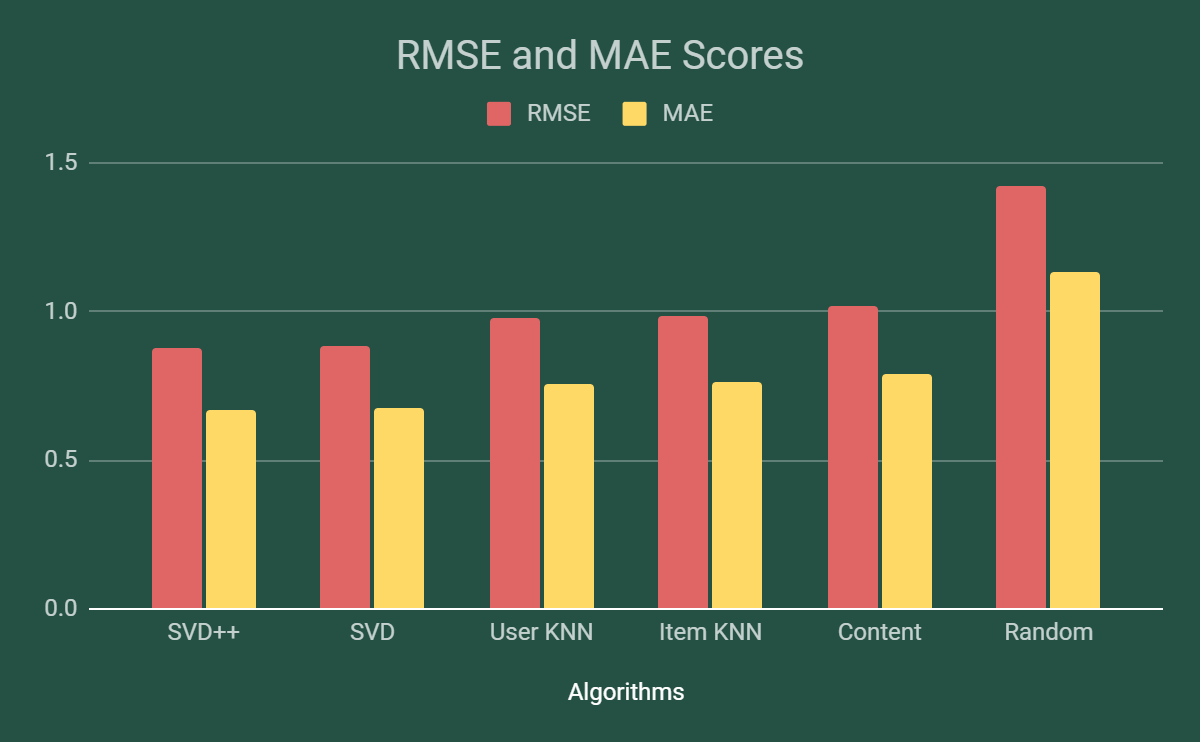 RMSE and MAE Scores
RMSE MAE
1.5
1.0
0.5
0.0
SVD++ SVD User KNN Item KNN Content Random
Algorithms